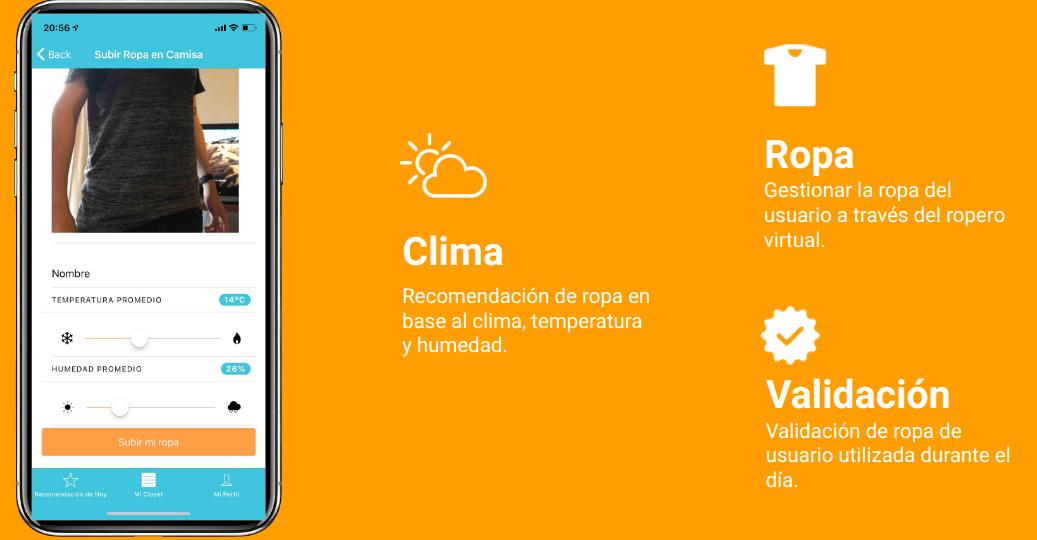 20:56
Back
Subir Ropa en Camisa
Nombre
TEMPERATURA PROMEDIO
14ºC
HUMEDAD PROMEDIO
26%
Subir mi ropa
Recomendación de Hoy
Mi Closet
Mi Perfil
Clima
Recomendación de ropa en
base al clima, temperatura
y humedad.
Ropa
Gestionar la ropa del
usuario a través del ropero
virtual.
Validación
Validación de ropa de
usuario utilizada durante el
día.